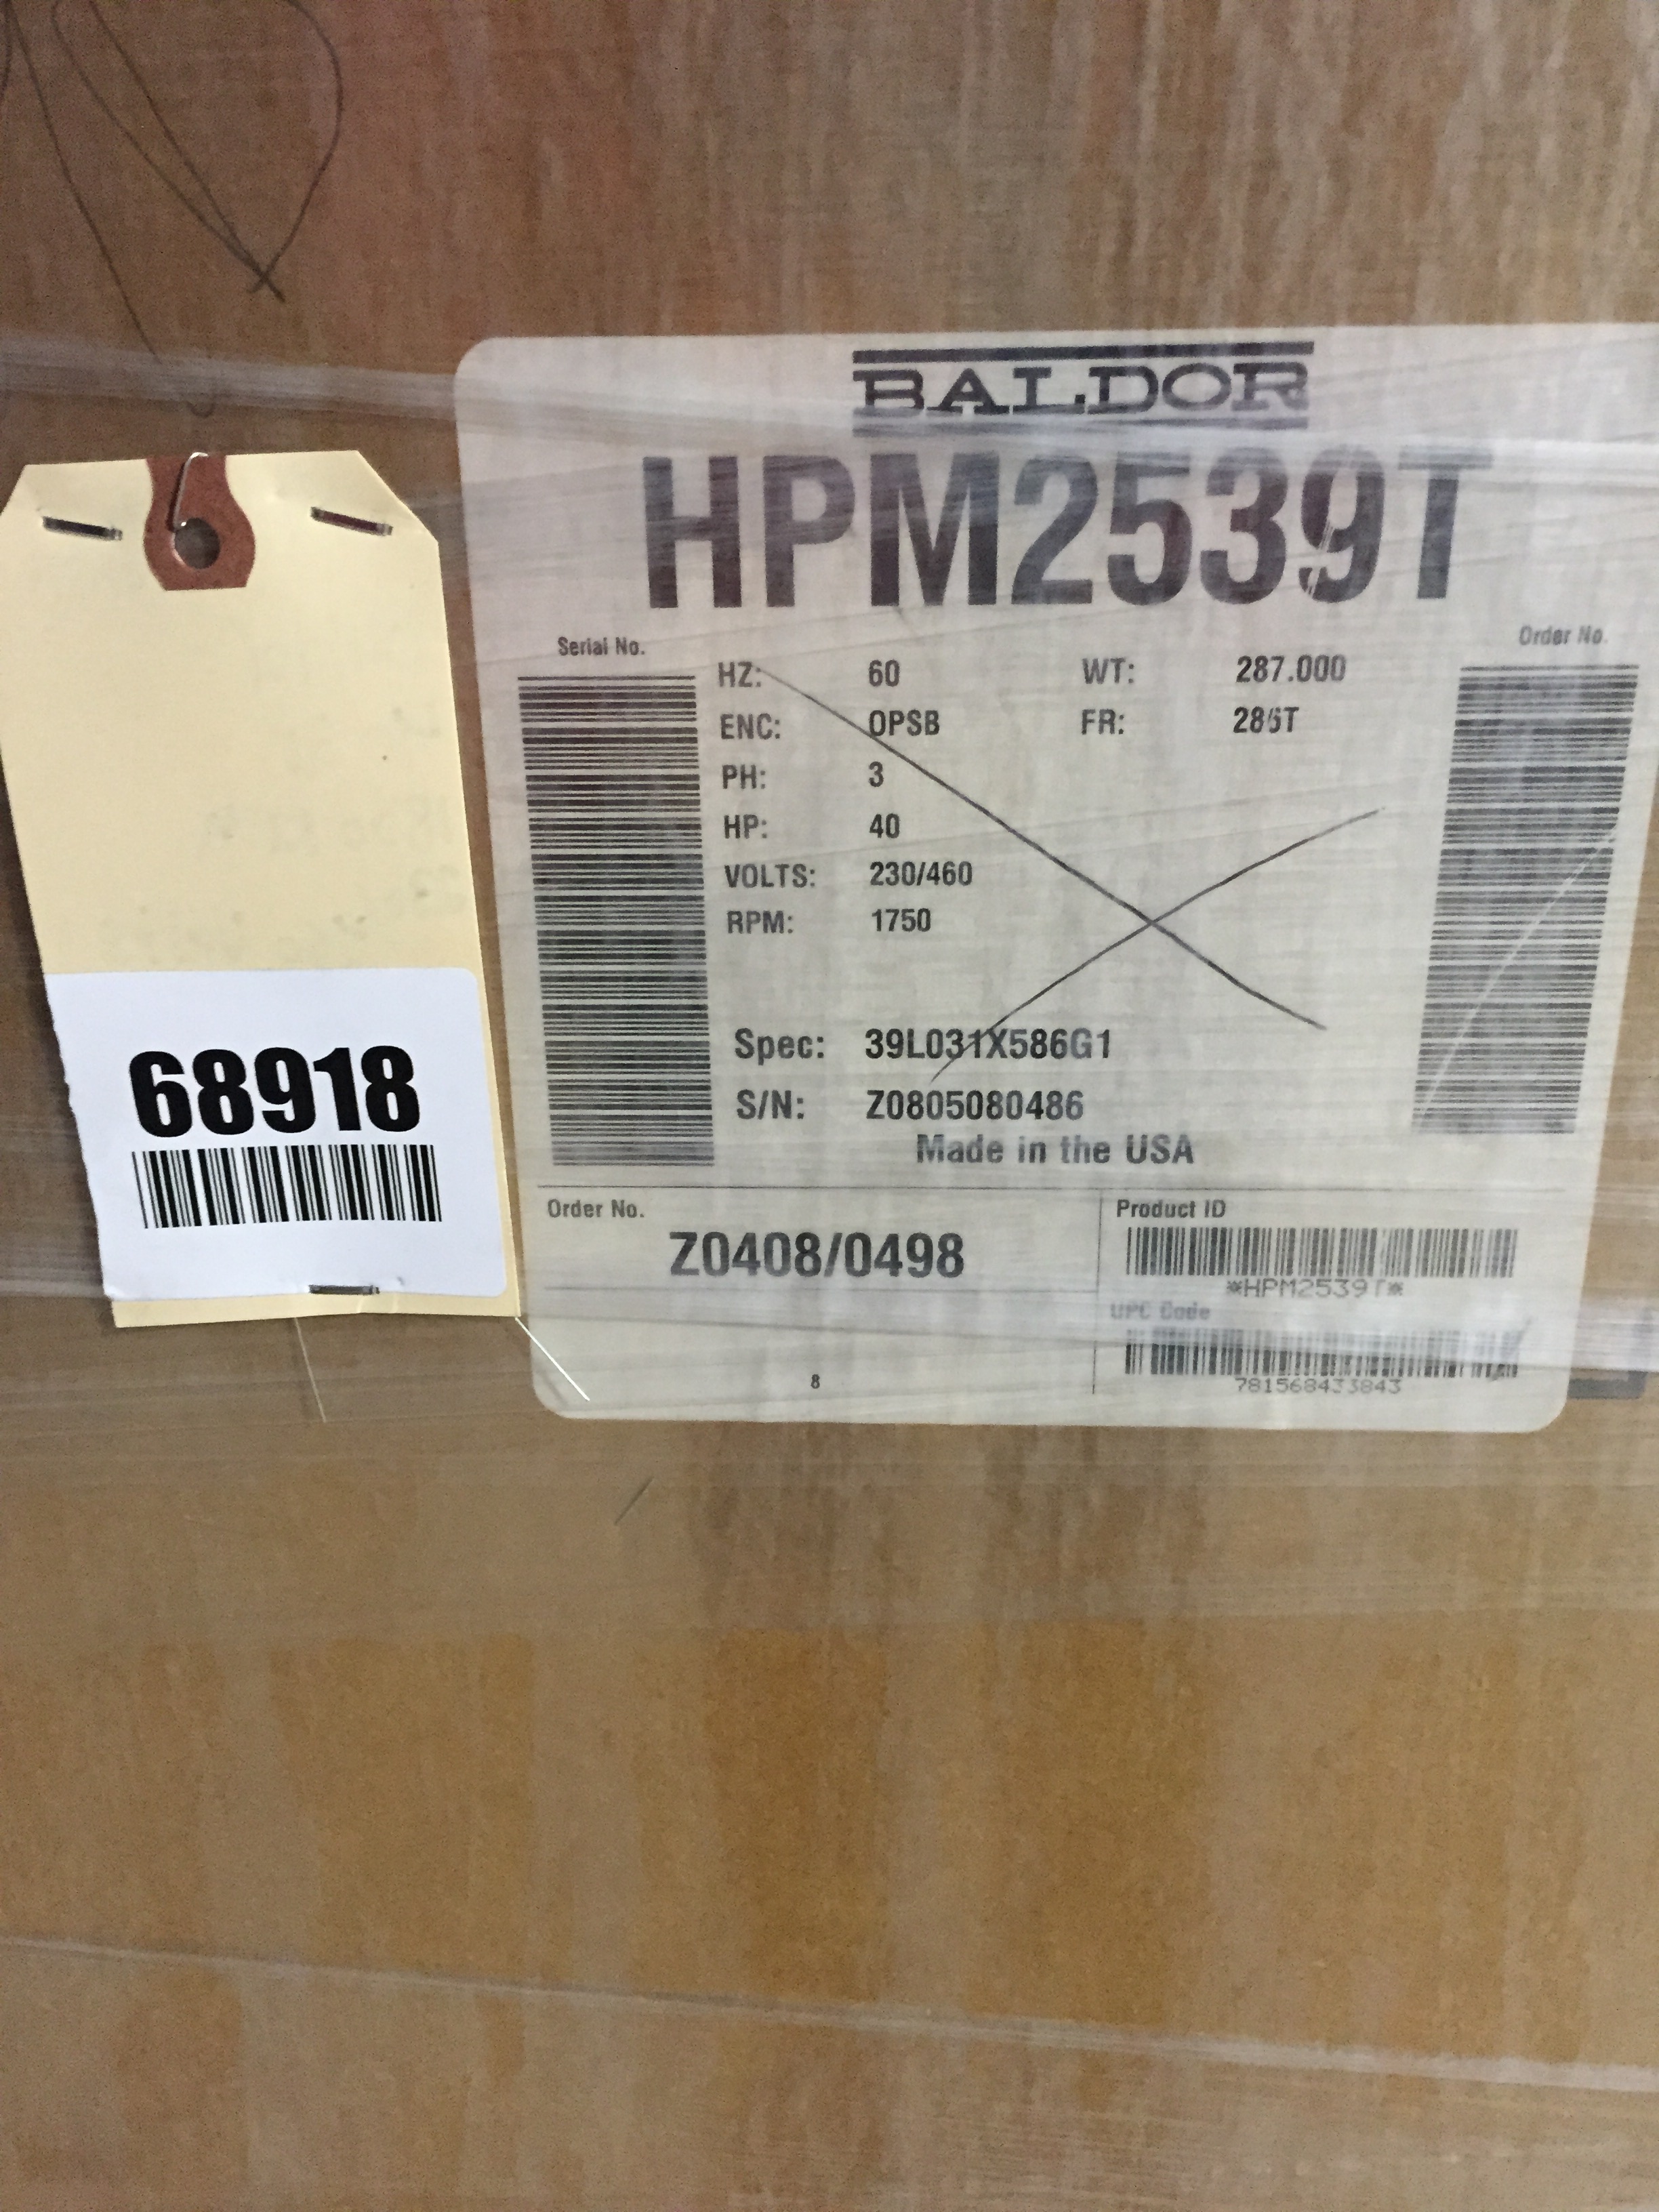 BALDOR
HPM2539T
Serial No.
Order No.
HZ: 60 WT: 287.000
ENC: OPSB FR: 286T
PH: 3
HP: 40
VOLTS: 230/460
RPM: 1750
Spec: 39L031X586G1
S/N: Z0805080486
Made in the USA
Order No.
Z0408/0498
Product ID
*HPM2539T*
UPC Code
781568433843
8
68918